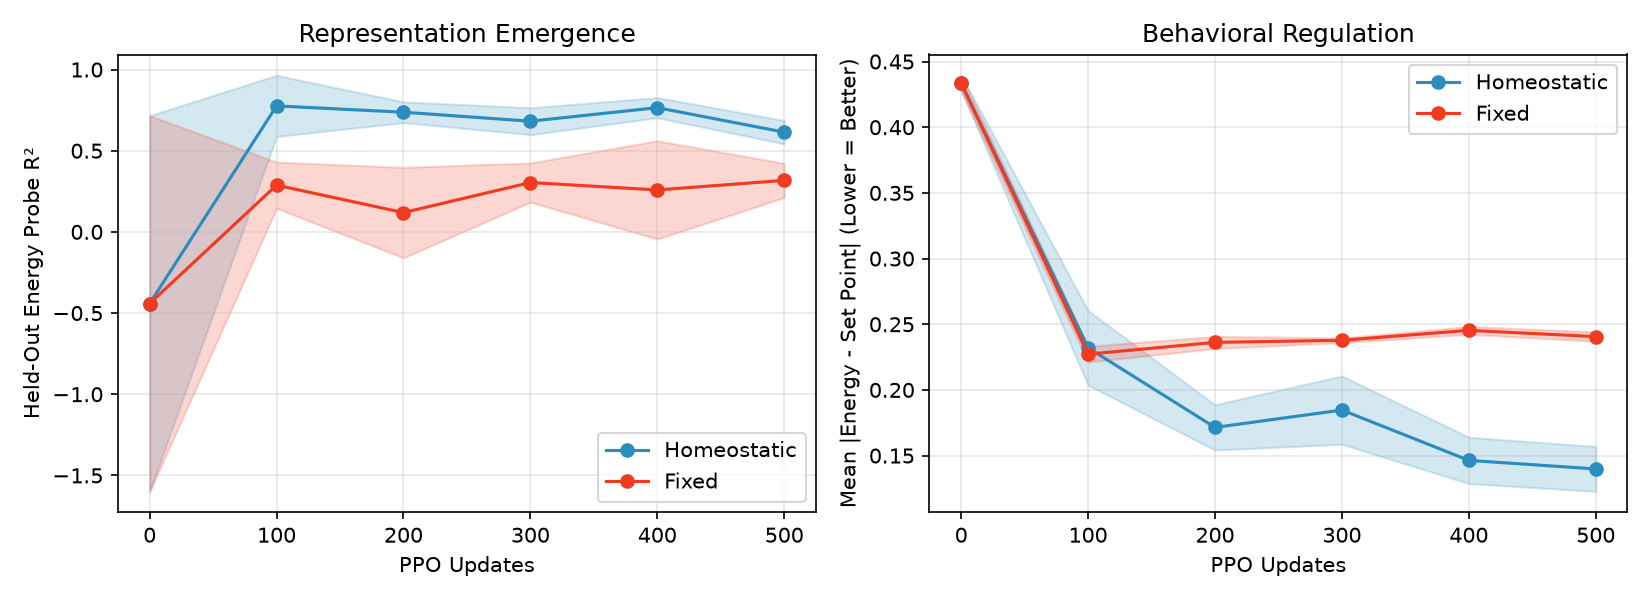 Representation Emergence
Held-Out Energy Probe R²
1.0
0.5
0.0
−0.5
−1.0
−1.5
0 100 200 300 400 500
PPO Updates
Homeostatic
Fixed
Behavioral Regulation
Mean |Energy - Set Point| (Lower = Better)
0.45
0.40
0.35
0.30
0.25
0.20
0.15
0 100 200 300 400 500
PPO Updates
Homeostatic
Fixed